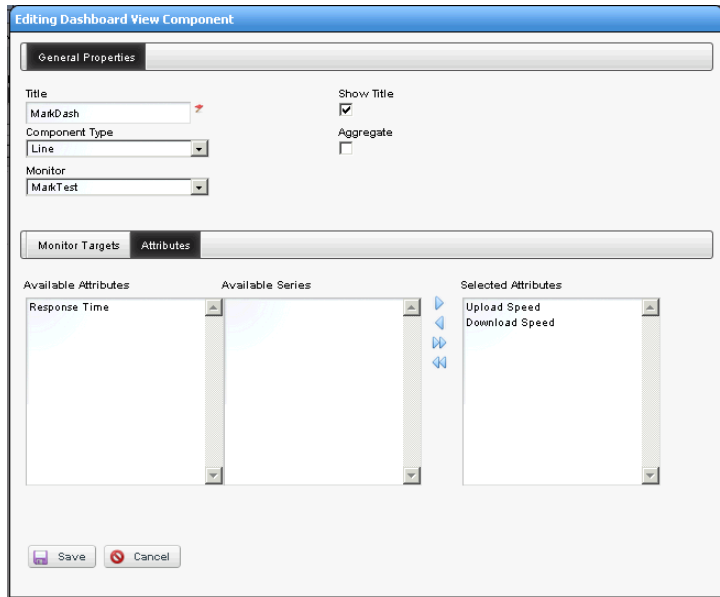 Editing Dashboard View Component
General Properties
Title
Show Title
MarkDash
Component Type
Aggregate
Line
Monitor
MarkTest
Monitor Targets Attributes
Available Attributes Available Series Selected Attributes
Response Time Upload Speed
Download Speed
Save Cancel